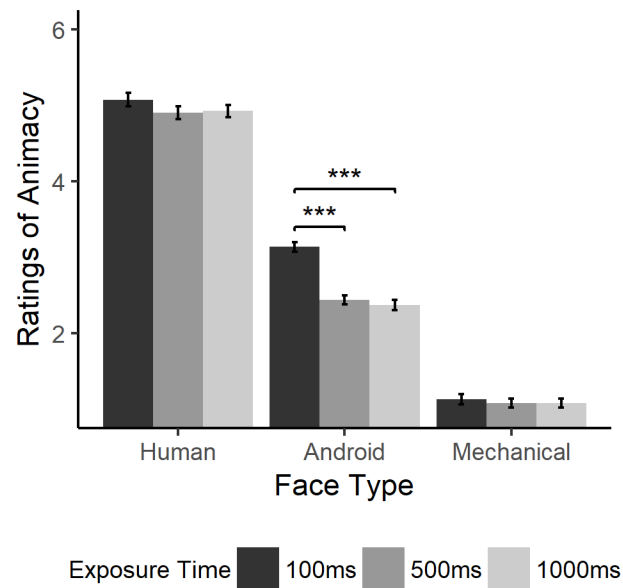 6
Ratings of Animacy
4
***
***
2
Human Android Mechanical
Face Type
Exposure Time 100ms 500ms 1000ms